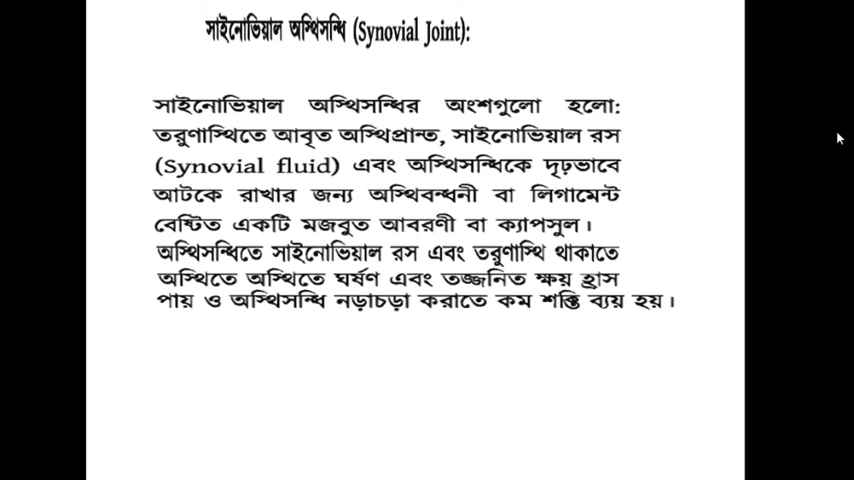 সাইনোভিয়াল অস্থিসন্ধি (Synovial Joint):
সাইনোভিয়াল অস্থিসন্ধির অংশগুলো হলো:
তরুণাস্থিতে আবৃত অস্থিপ্রান্ত, সাইনোভিয়াল রস
(Synovial fluid) এবং অস্থিসন্ধিকে দৃঢ়ভাবে
আটকে রাখার জন্য অস্থিবন্ধনী বা লিগামেন্ট
বেষ্টিত একটি মজবুত আবরণী বা ক্যাপসুল।
অস্থিসন্ধিতে সাইনোভিয়াল রস এবং তরুণাস্থি থাকাতে
অস্থিতে অস্থিতে ঘর্ষণ এবং তজ্জনিত ক্ষয় হ্রাস
পায় ও অস্থিসন্ধি নড়াচড়া করাতে কম শক্তি ব্যয় হয়।